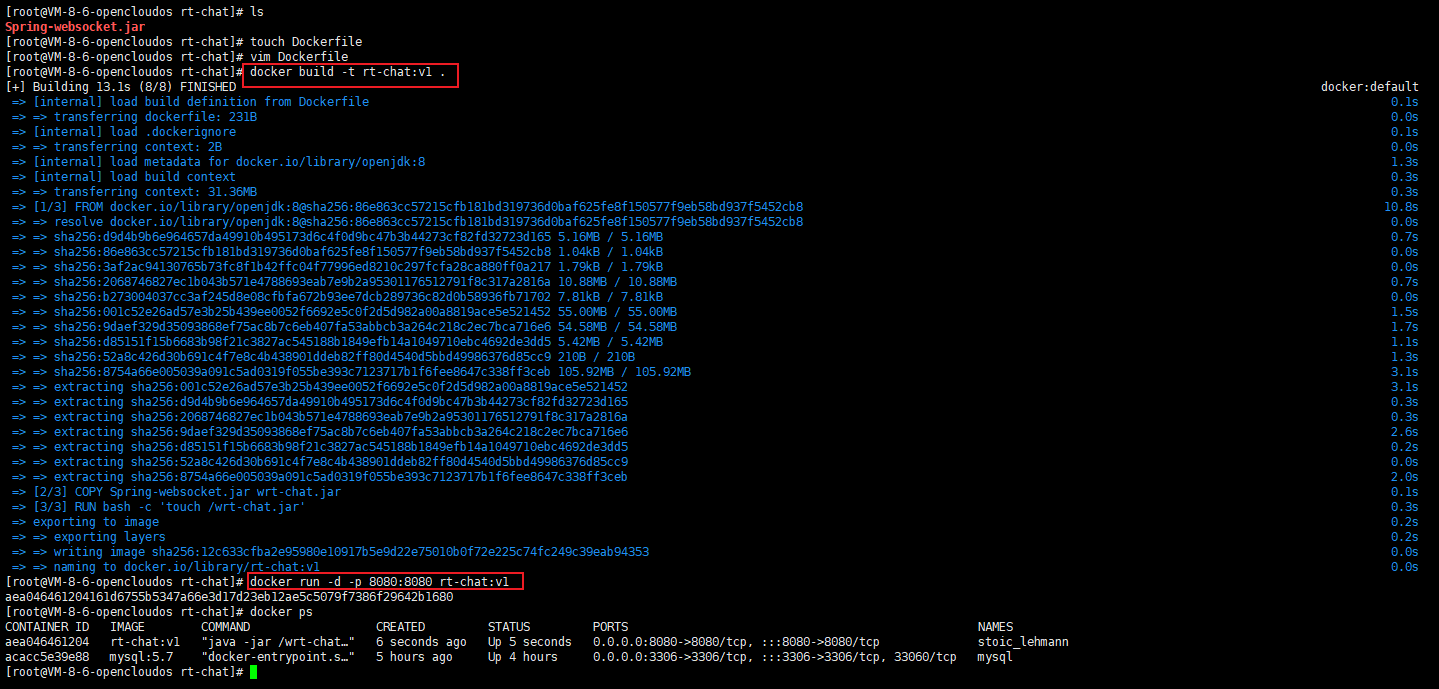 [root@VM-8-6-opencloudos rt-chat]# ls
Spring-websocket.jar
[root@VM-8-6-opencloudos rt-chat]# touch Dockerfile
[root@VM-8-6-opencloudos rt-chat]# vim Dockerfile
[root@VM-8-6-opencloudos rt-chat]# docker build -t rt-chat:v1 .
[+] Building 13.1s (8/8) FINISHED docker:default
=> [internal] load build definition from Dockerfile 0.1s
=> => transferring dockerfile: 231B 0.0s
=> [internal] load .dockerignore 0.1s
=> => transferring context: 2B 0.0s
=> [internal] load metadata for docker.io/library/openjdk:8 1.3s
=> [internal] load build context 0.3s
=> => transferring context: 31.36MB 0.3s
=> [1/3] FROM docker.io/library/openjdk:8@sha256:86e863cc57215cfb181bd319736d0baf625fe8f150577f9eb58bd937f5452cb8 10.8s
=> => resolve docker.io/library/openjdk:8@sha256:86e863cc57215cfb181bd319736d0baf625fe8f150577f9eb58bd937f5452cb8 0.0s
=> => sha256:d9d4b9b6e964657da49910b495173d6c4f0d9bc47b3b44273cf82fd32723d165 5.16MB / 5.16MB 0.7s
=> => sha256:86e863cc57215cfb181bd319736d0baf625fe8f150577f9eb58bd937f5452cb8 1.04kB / 1.04kB 0.0s
=> => sha256:3af2ac94130765b73fc8f1b42ffc04f77996ed8210c297fcfa28ca880ff0a217 1.79kB / 1.79kB 0.0s
=> => sha256:2068746827ec1b043b571e4788693eab7e9b2a95301176512791f8c317a2816a 10.88MB / 10.88MB 0.7s
=> => sha256:b273004037cc3af245d8e08cfbfa672b93ee7dcb289736c82d0b58936fb71702 7.81kB / 7.81kB 0.0s
=> => sha256:001c52e26ad57e3b25b439ee0052f6692e5c0f2d5d982a00a8819ace5e521452 55.00MB / 55.00MB 1.5s
=> => sha256:9daef329d35093868ef75ac8b7c6eb407fa53abbcb3a264c218c2ec7bca716e6 54.58MB / 54.58MB 1.7s
=> => sha256:d85151f15b6683b98f21c3827ac545188b1849efb14a1049710ebc4692de3dd5 5.42MB / 5.42MB 1.1s
=> => sha256:52a8c426d30b691c4f7e8c4b438901ddeb82ff80d4540d5bbd49986376d85cc9 210B / 210B 1.3s
=> => sha256:8754a66e005039a091c5ad0319f055be393c7123717b1f6fee8647c338ff3ceb 105.92MB / 105.92MB 3.1s
=> => extracting sha256:001c52e26ad57e3b25b439ee0052f6692e5c0f2d5d982a00a8819ace5e521452 3.1s
=> => extracting sha256:d9d4b9b6e964657da49910b495173d6c4f0d9bc47b3b44273cf82fd32723d165 0.3s
=> => extracting sha256:2068746827ec1b043b571e4788693eab7e9b2a95301176512791f8c317a2816a 0.3s
=> => extracting sha256:9daef329d35093868ef75ac8b7c6eb407fa53abbcb3a264c218c2ec7bca716e6 2.6s
=> => extracting sha256:d85151f15b6683b98f21c3827ac545188b1849efb14a1049710ebc4692de3dd5 0.2s
=> => extracting sha256:52a8c426d30b691c4f7e8c4b438901ddeb82ff80d4540d5bbd49986376d85cc9 0.0s
=> => extracting sha256:8754a66e005039a091c5ad0319f055be393c7123717b1f6fee8647c338ff3ceb 2.0s
=> [2/3] COPY Spring-websocket.jar wrt-chat.jar 0.1s
=> [3/3] RUN bash -c 'touch /wrt-chat.jar' 0.3s
=> exporting to image 0.2s
=> => exporting layers 0.2s
=> => writing image sha256:12c633cfba2e95980e10917b5e9d22e75010b0f72e225c74fc249c39eab94353 0.0s
=> => naming to docker.io/library/rt-chat:v1 0.0s
[root@VM-8-6-opencloudos rt-chat]# docker run -d -p 8080:8080 rt-chat:v1
aea046461204161d6755b5347a66e3d17d23eb12ae5c5079f7386f29642b1680
[root@VM-8-6-opencloudos rt-chat]# docker ps
CONTAINER ID IMAGE COMMAND CREATED STATUS PORTS NAMES
aea046461204 rt-chat:v1 "java -jar /wrt-chat…" 6 seconds ago Up 5 seconds 0.0.0.0:8080->8080/tcp, :::8080->8080/tcp stoic_lehmann
acacc5e39e88 mysql:5.7 "docker-entrypoint.s…" 5 hours ago Up 4 hours 0.0.0.0:3306->3306/tcp, :::3306->3306/tcp, 33060/tcp mysql
[root@VM-8-6-opencloudos rt-chat]#